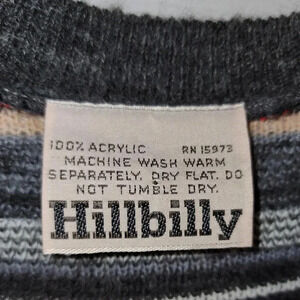 100% ACRYLIC RN 15973
MACHINE WASH WARM
SEPARATELY. DRY FLAT. DO
NOT TUMBLE DRY.
Hillbilly